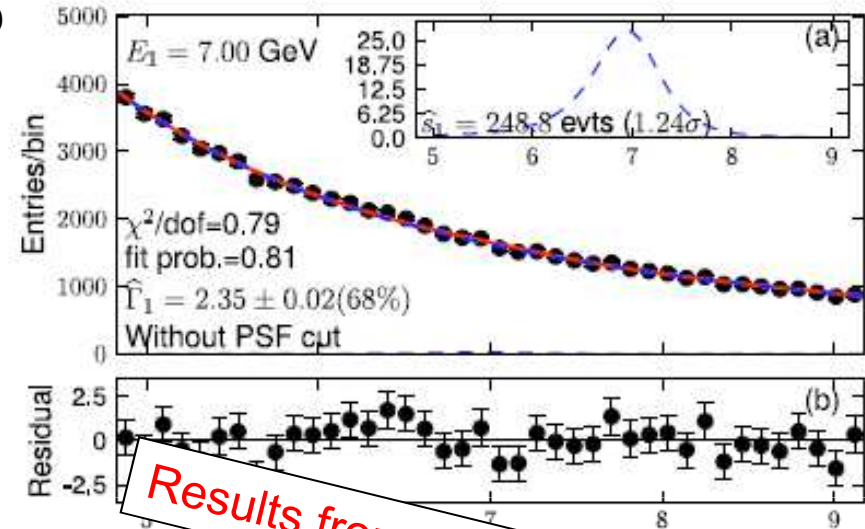 )
5000
4000
3000
2000
1000
0
Entries/bin
E₁ = 7.00 GeV
(a)
25.0
18.75
12.5
6.25
0.0
ŝ₁ = 248.8 evts (1.24σ)
5 6 7 8 9
χ²/dof=0.79
fit prob.=0.81
Γ̂₁ = 2.35 ± 0.02(68%)
Without PSF cut
Residual
2.5
0
-2.5
(b)
Results
7 8 9